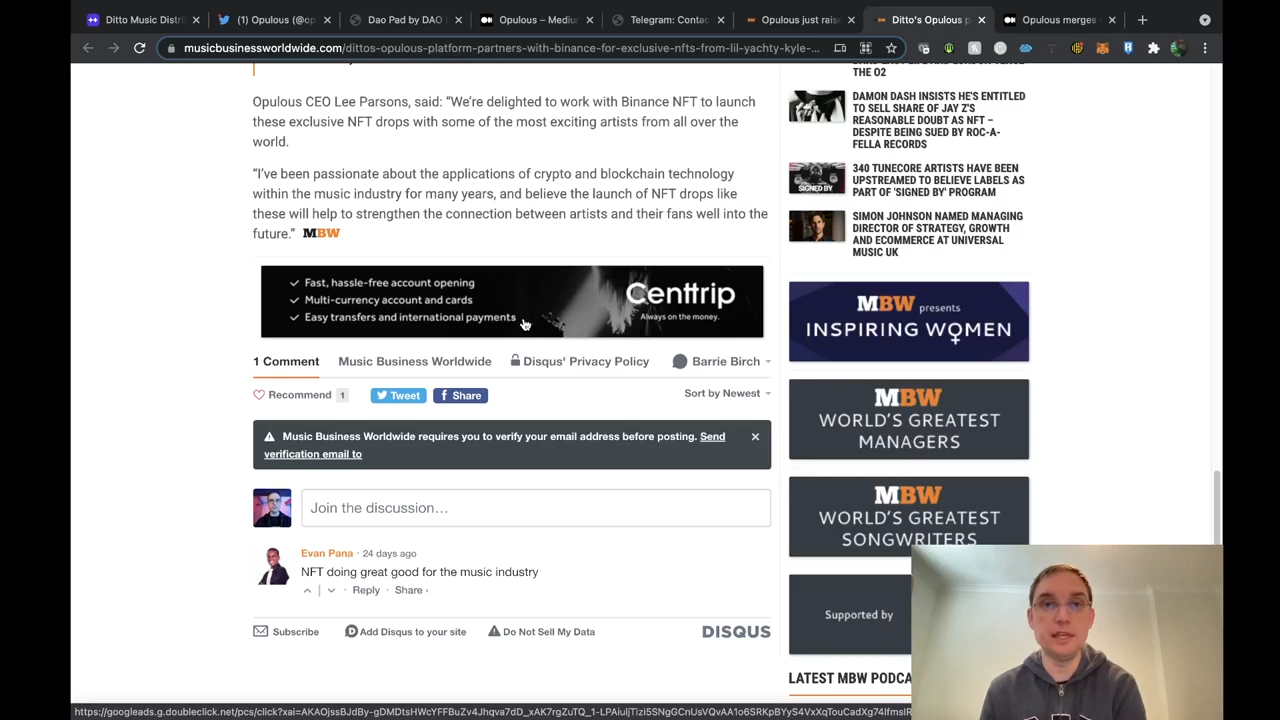 Ditto Music Distri
(1) Opulous (@op
Dao Pad by DAO
Opulous – Medium
Telegram: Contac
Opulous just rais
Ditto's Opulous p
Opulous merges
musicbusinessworldwide.com/dittos-opulous-platform-partners-with-binance-for-exclusive-nfts-from-lil-yachty-kyle-...
Opulous CEO Lee Parsons, said: “We’re delighted to work with Binance NFT to launch
these exclusive NFT drops with some of the most exciting artists from all over the
world.
“I’ve been passionate about the applications of crypto and blockchain technology
within the music industry for many years, and believe the launch of NFT drops like
these will help to strengthen the connection between artists and their fans well into the
future.” MBW
Fast, hassle-free account opening
Multi-currency account and cards
Easy transfers and international payments
Centtrip
Always on the money.
1 Comment
Music Business Worldwide
Disqus' Privacy Policy
Barrie Birch
Recommend 1
Tweet
Share
Sort by Newest
Music Business Worldwide requires you to verify your email address before posting. Send
verification email to
Join the discussion…
Evan Pana · 24 days ago
NFT doing great good for the music industry
Reply
Share ›
Subscribe
Add Disqus to your site
Do Not Sell My Data
DISQUS
THE O2
DAMON DASH INSISTS HE'S ENTITLED
TO SELL SHARE OF JAY Z'S
REASONABLE DOUBT AS NFT –
DESPITE BEING SUED BY ROC-A-
FELLA RECORDS
340 TUNECORE ARTISTS HAVE BEEN
UPSTREAMED TO BELIEVE LABELS AS
PART OF 'SIGNED BY' PROGRAM
SIGNED BY
SIMON JOHNSON NAMED MANAGING
DIRECTOR OF STRATEGY, GROWTH
AND ECOMMERCE AT UNIVERSAL
MUSIC UK
MBW presents
INSPIRING WOMEN
MBW
WORLD'S GREATEST
MANAGERS
MBW
WORLD'S GREATEST
SONGWRITERS
Supported by
LATEST MBW PODCA